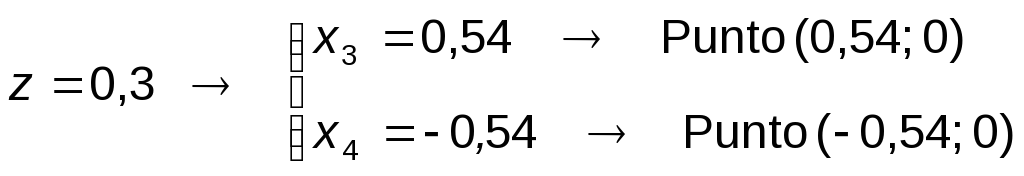 x₃ = 0,54 → Punto (0,54; 0)
z = 0,3 →
x₄ = - 0,54 → Punto (- 0,54; 0)